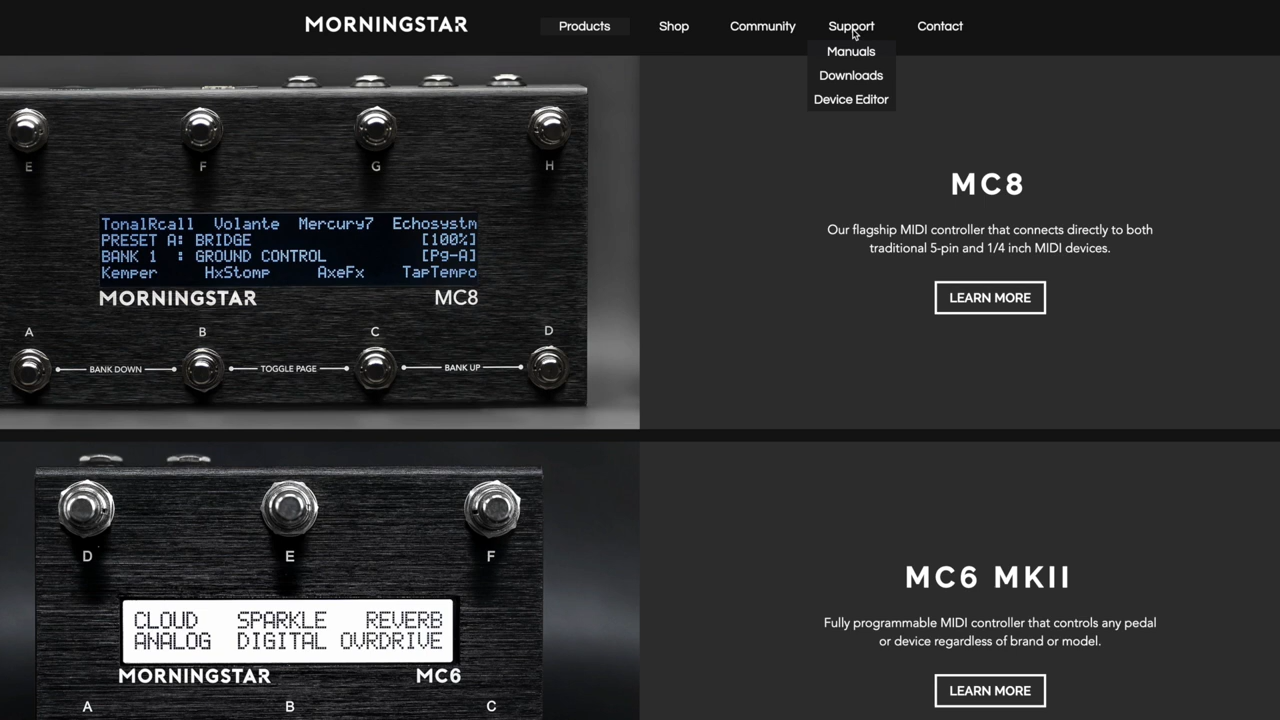 MORNINGSTAR
Products
Shop
Community
Support
Contact
Manuals
Downloads
Device Editor
E
F
G
H
TonalRcall Volante Mercury7 Echosystm
PRESET A: BRIDGE [100%]
BANK 1 : GROUND CONTROL [Pg-A]
Kemper HxStomp AxeFx TapTempo
MORNINGSTAR MC8
A
B
C
D
BANK DOWN
TOGGLE PAGE
BANK UP
MC8
Our flagship MIDI controller that connects directly to both
traditional 5-pin and 1/4 inch MIDI devices.
LEARN MORE
D
E
F
CLOUD SPARKLE REVERB
ANALOG DIGITAL OVRDRIVE
MORNINGSTAR MC6
A
B
C
MC6 MKII
Fully programmable MIDI controller that controls any pedal
or device regardless of brand or model.
LEARN MORE